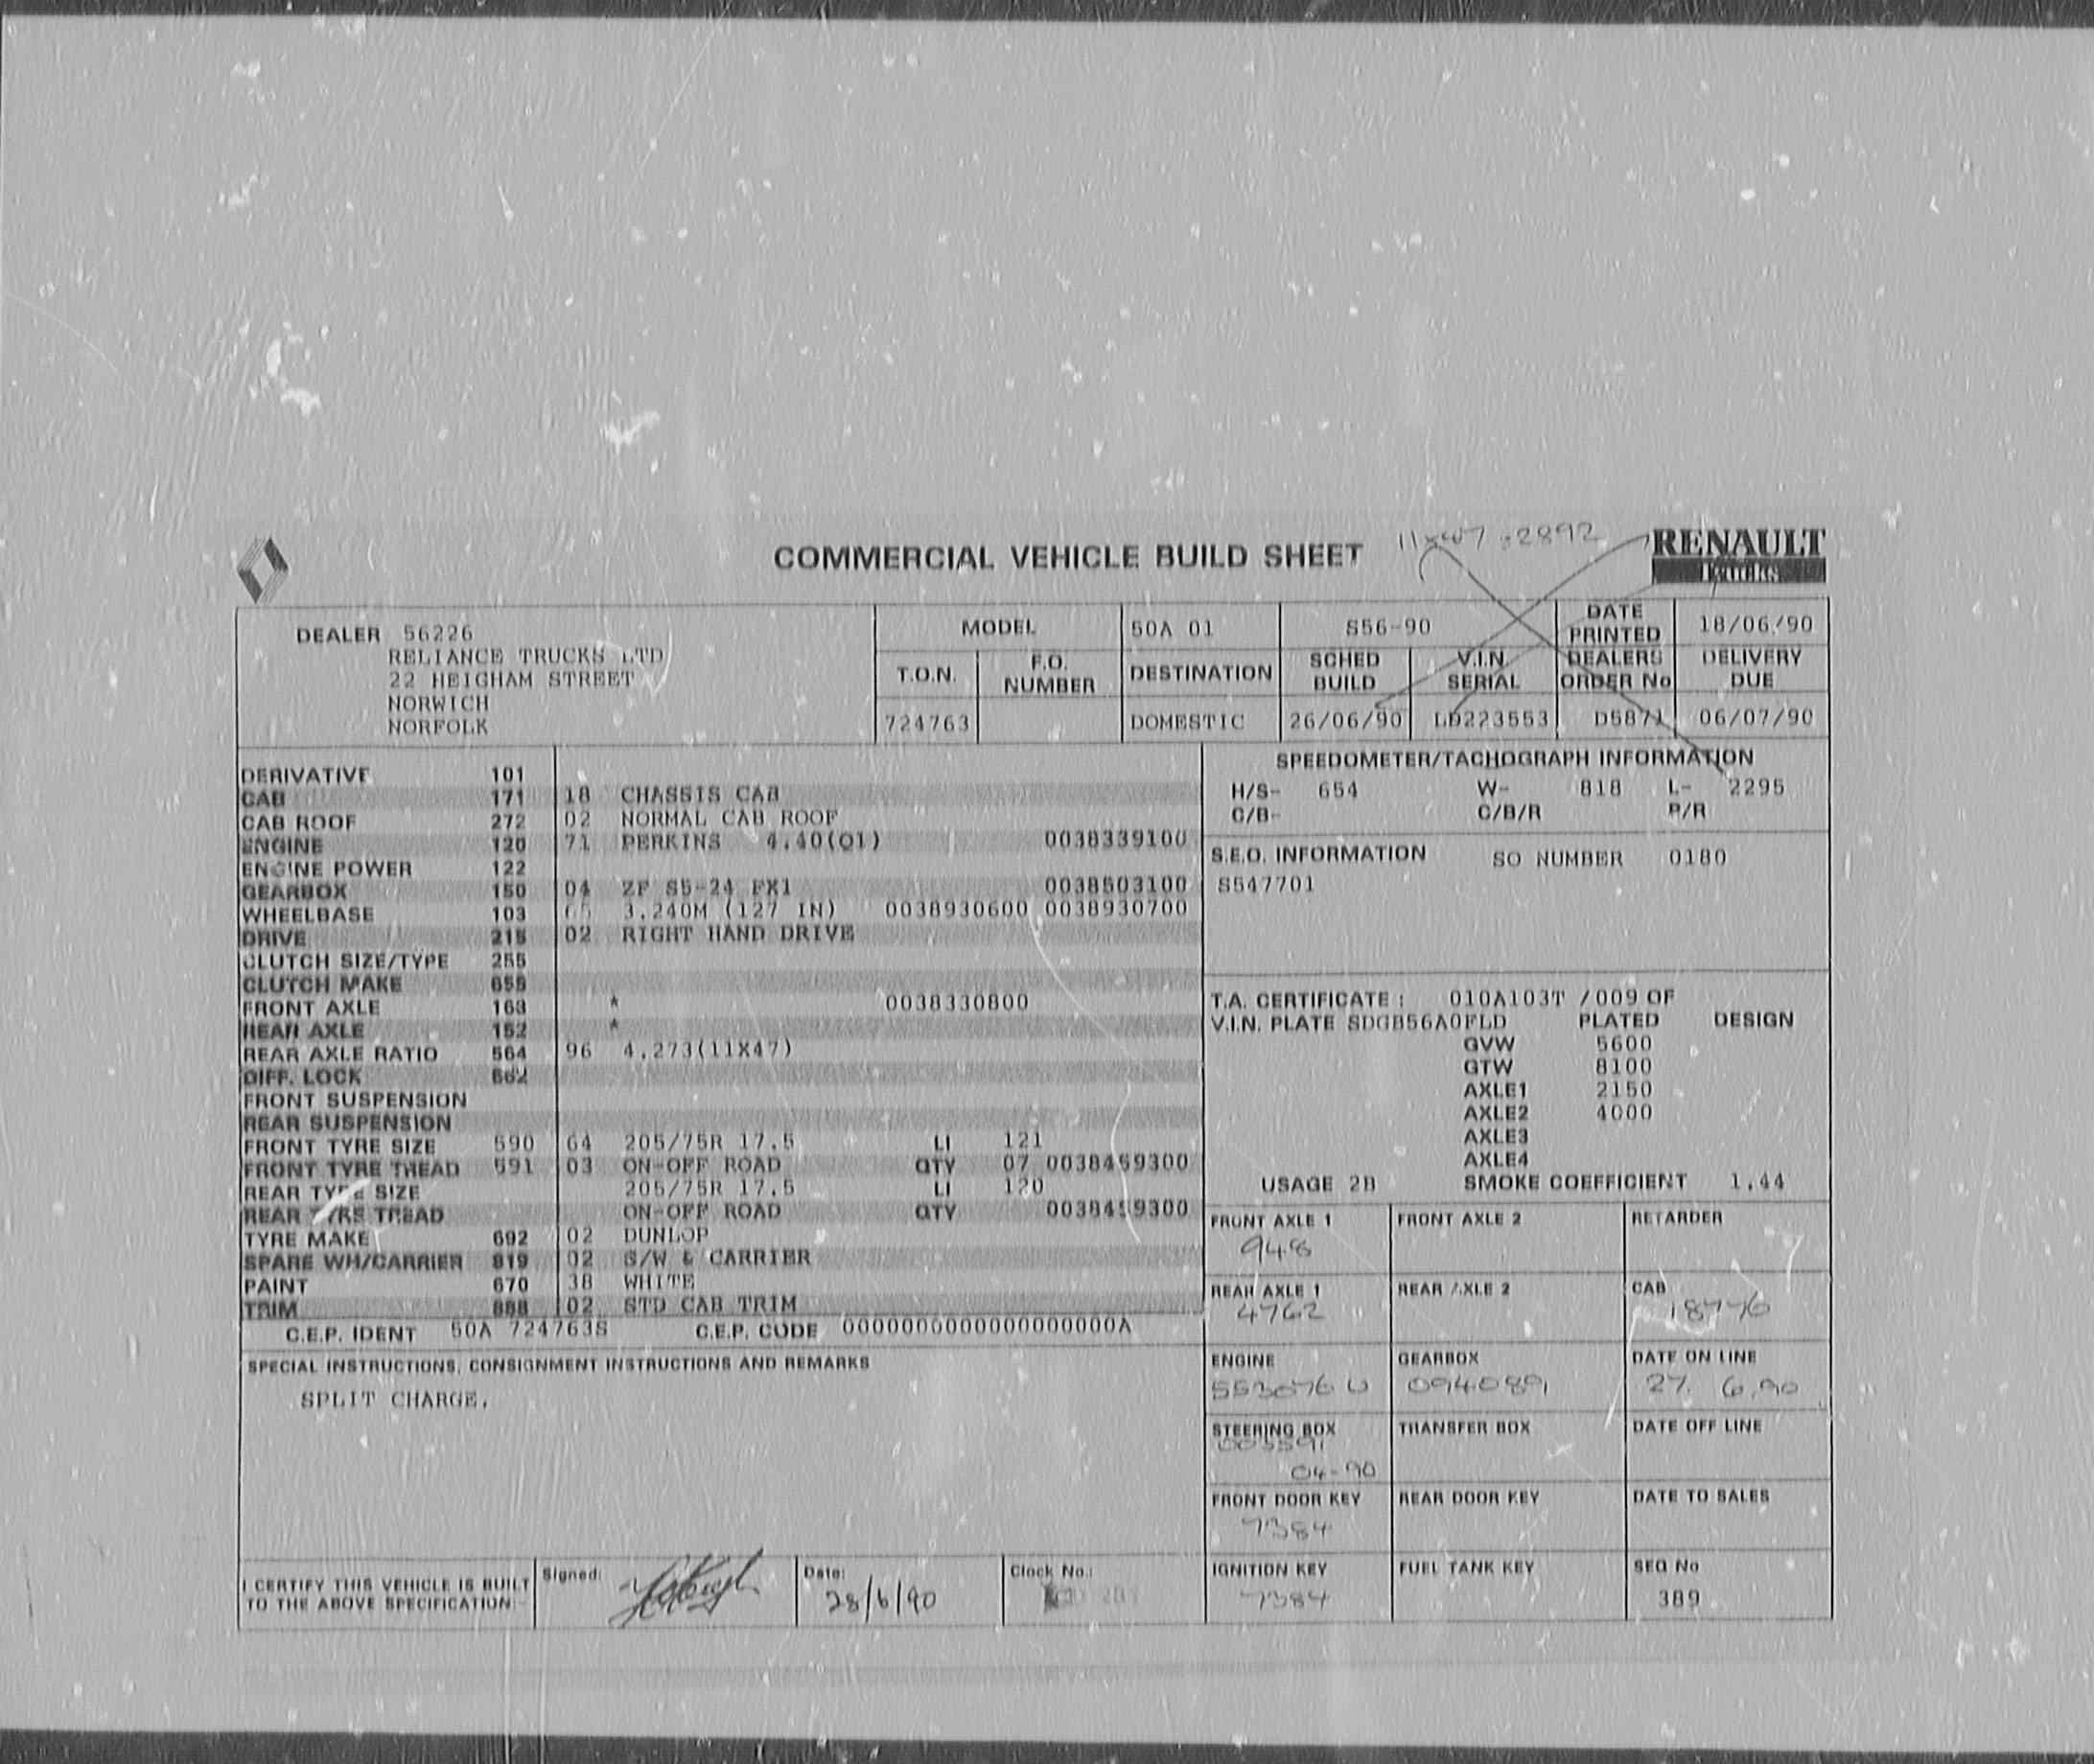 COMMERCIAL VEHICLE BUILD SHEET
RENAULT
Trucks
DEALER 56226
RELIANCE TRUCKS LTD
22 HEIGHAM STREET
NORWICH
NORFOLK
MODEL 50A 01 S56-90 DATE PRINTED 18/06/90
T.O.N. F.O. NUMBER DESTINATION SCHED BUILD V.I.N. SERIAL DEALERS ORDER No DELIVERY DUE
724763 DOMESTIC 26/06/90 LD223553 D5871 06/07/90
DERIVATIVE 101
CAB 171 18 CHASSIS CAB
CAB ROOF 272 02 NORMAL CAB ROOF
ENGINE 120 71 PERKINS 4.40(Q1) 0038339100
ENGINE POWER 122
GEARBOX 150 04 ZF S5-24 FX1 0038503100
WHEELBASE 103 65 3.240M (127 IN) 0038930600 0038930700
DRIVE 215 02 RIGHT HAND DRIVE
CLUTCH SIZE/TYPE 255
CLUTCH MAKE 655
FRONT AXLE 163 * 0038330800
REAR AXLE 152 *
REAR AXLE RATIO 564 96 4.273(11X47)
DIFF. LOCK 662
FRONT SUSPENSION
REAR SUSPENSION
FRONT TYRE SIZE 590 64 205/75R 17.5 LI 121
FRONT TYRE TREAD 591 03 ON-OFF ROAD QTY 07 0038459300
REAR TYRE SIZE 205/75R 17.5 LI 120
REAR TYRE TREAD ON-OFF ROAD QTY 0038459300
TYRE MAKE 692 02 DUNLOP
SPARE WH/CARRIER 819 02 S/W & CARRIER
PAINT 670 38 WHITE
TRIM 888 02 STD CAB TRIM
C.E.P. IDENT 50A 724763S C.E.P. CODE 0000000000000000000A
SPECIAL INSTRUCTIONS, CONSIGNMENT INSTRUCTIONS AND REMARKS
SPLIT CHARGE.
SPEEDOMETER/TACHOGRAPH INFORMATION
H/S- 654 W- 818 L- 2295
C/B- C/B/R P/R
S.E.O. INFORMATION SO NUMBER 0180
S547701
T.A. CERTIFICATE : 010A103T /009 OF
V.I.N. PLATE SDGB56A0FLD PLATED DESIGN
GVW 5600
GTW 8100
AXLE1 2150
AXLE2 4000
AXLE3
AXLE4
USAGE 2B SMOKE COEFFICIENT 1.44
FRONT AXLE 1 FRONT AXLE 2 RETARDER
948
REAR AXLE 1 REAR AXLE 2 CAB
4762 18776
ENGINE GEARBOX DATE ON LINE
553076 U 0940891 27. 6.90
STEERING BOX TRANSFER BOX DATE OFF LINE
04-90
FRONT DOOR KEY REAR DOOR KEY DATE TO SALES
7384
IGNITION KEY FUEL TANK KEY SEQ No
7384 389
I CERTIFY THIS VEHICLE IS BUILT
TO THE ABOVE SPECIFICATION:-
Signed: Date: 28/6/90 Clock No.: